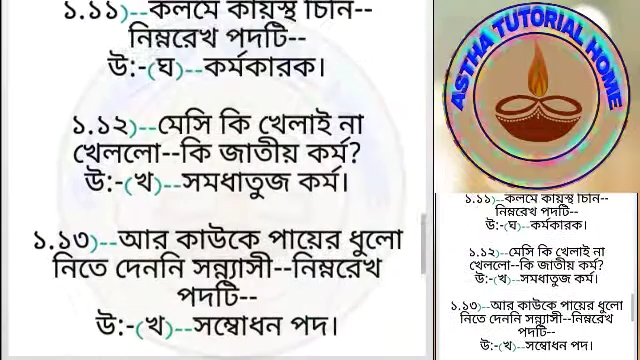 ১.১১)--কলমে কায়স্থ চিনি--
নিম্নরেখ পদটি--
উ:-(ঘ)--কর্মকারক।
১.১২)--মেসি কি খেলাই না
খেললো--কি জাতীয় কর্ম?
উ:-(খ)--সমধাতুজ কর্ম।
১.১৩)--আর কাউকে পায়ের ধুলো
নিতে দেননি সন্ন্যাসী--নিম্নরেখ
পদটি--
উ:-(খ)--সম্বোধন পদ।
ASTHA TUTORIAL HOME
১.১১)--কলমে কায়স্থ চিনি--
নিম্নরেখ পদটি--
উ:-(ঘ)--কর্মকারক।
১.১২)--মেসি কি খেলাই না
খেললো--কি জাতীয় কর্ম?
উ:-(খ)--সমধাতুজ কর্ম।
১.১৩)--আর কাউকে পায়ের ধুলো
নিতে দেননি সন্ন্যাসী--নিম্নরেখ
পদটি--
উ:-(খ)--সম্বোধন পদ।